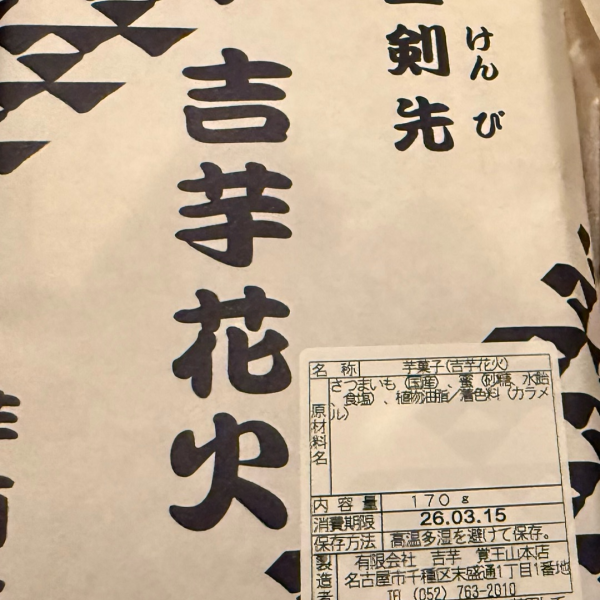 剣先
けんぴ
吉芋花火
名称 芋菓子(吉芋花火)
原材料名 さつまいも(国産)、蜜(砂糖、水飴
、食塩)、植物油脂/着色料(カラメ
ル)
内容量 170g
消費期限 26.03.15
保存方法 高温多湿を避けて保存。
製造者 有限会社 吉芋 覚王山本店
名古屋市千種区末盛通1丁目1番地
TEL (052) 763-2010